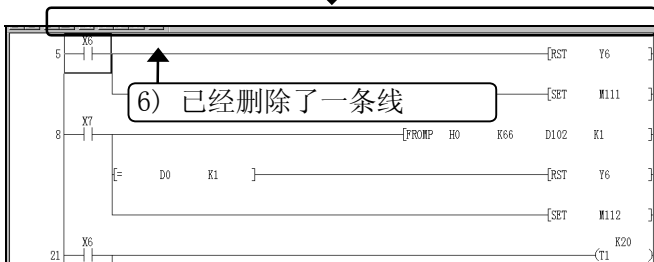 X6
5 [RST Y6 ]
6) 已经删除了一条线 [SET M111 ]
X7
8 [FROMP H0 K66 D102 K1 ]
[= D0 K1 ] [RST Y6 ]
[SET M112 ]
X6 K20
21 (T1 )